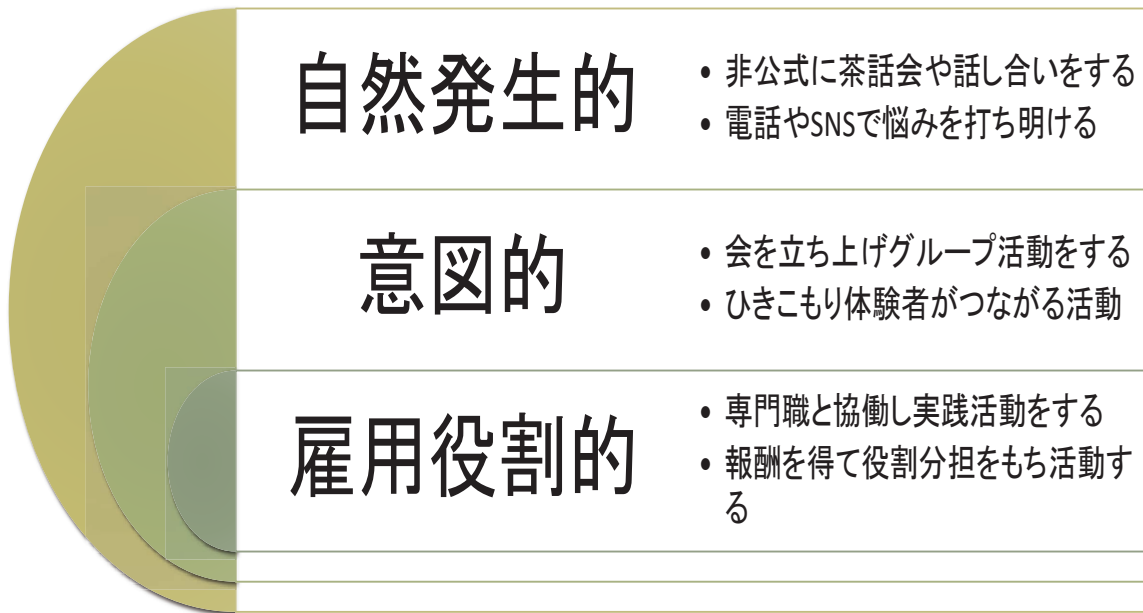 自然発生的
• 非公式に茶話会や話し合いをする
• 電話やSNSで悩みを打ち明ける
意図的
• 会を立ち上げグループ活動をする
• ひきこもり体験者がつながる活動
雇用役割的
• 専門職と協働し実践活動をする
• 報酬を得て役割分担をもち活動す
る